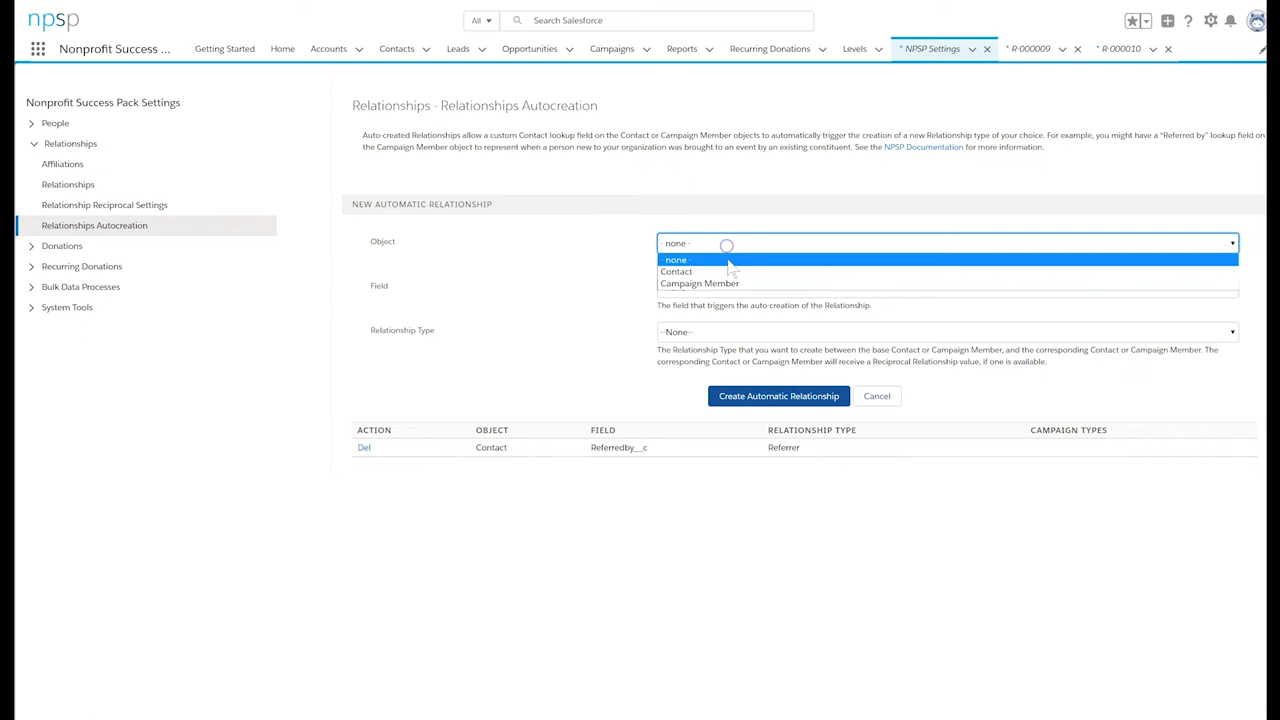 npsp
All
Search Salesforce
Nonprofit Success ...
Getting Started
Home
Accounts
Contacts
Leads
Opportunities
Campaigns
Reports
Recurring Donations
Levels
* NPSP Settings
* R-000009
* R-000010
Nonprofit Success Pack Settings
People
Relationships
Affiliations
Relationships
Relationship Reciprocal Settings
Relationships Autocreation
Donations
Recurring Donations
Bulk Data Processes
System Tools
Relationships - Relationships Autocreation
Auto-created Relationships allow a custom Contact lookup field on the Contact or Campaign Member objects to automatically trigger the creation of a new Relationship type of your choice. For example, you might have a "Referred by" lookup field on
the Campaign Member object to represent when a person new to your organization was brought to an event by an existing constituent. See the NPSP Documentation for more information.
NEW AUTOMATIC RELATIONSHIP
Object
- none -
- none -
Contact
Campaign Member
Field
The field that triggers the auto-creation of the Relationship.
Relationship Type
--None--
The Relationship Type that you want to create between the base Contact or Campaign Member, and the corresponding Contact or Campaign Member. The
corresponding Contact or Campaign Member will receive a Reciprocal Relationship value, if one is available.
Create Automatic Relationship
Cancel
ACTION OBJECT FIELD RELATIONSHIP TYPE CAMPAIGN TYPES
Del Contact Referredby__c Referrer